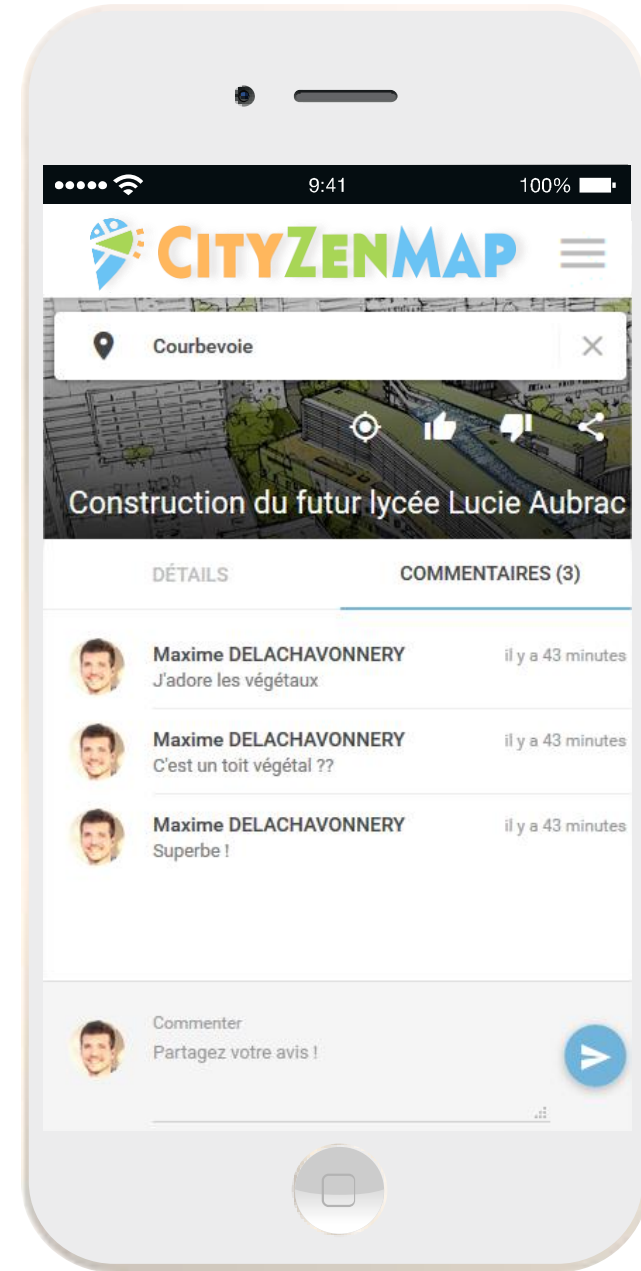 9:41 100%
CITYZENMAP
Courbevoie
Construction du futur lycée Lucie Aubrac
DÉTAILS COMMENTAIRES (3)
Maxime DELACHAVONNERY il y a 43 minutes
J'adore les végétaux
Maxime DELACHAVONNERY il y a 43 minutes
C'est un toit végétal ??
Maxime DELACHAVONNERY il y a 43 minutes
Superbe !
Commenter
Partagez votre avis !